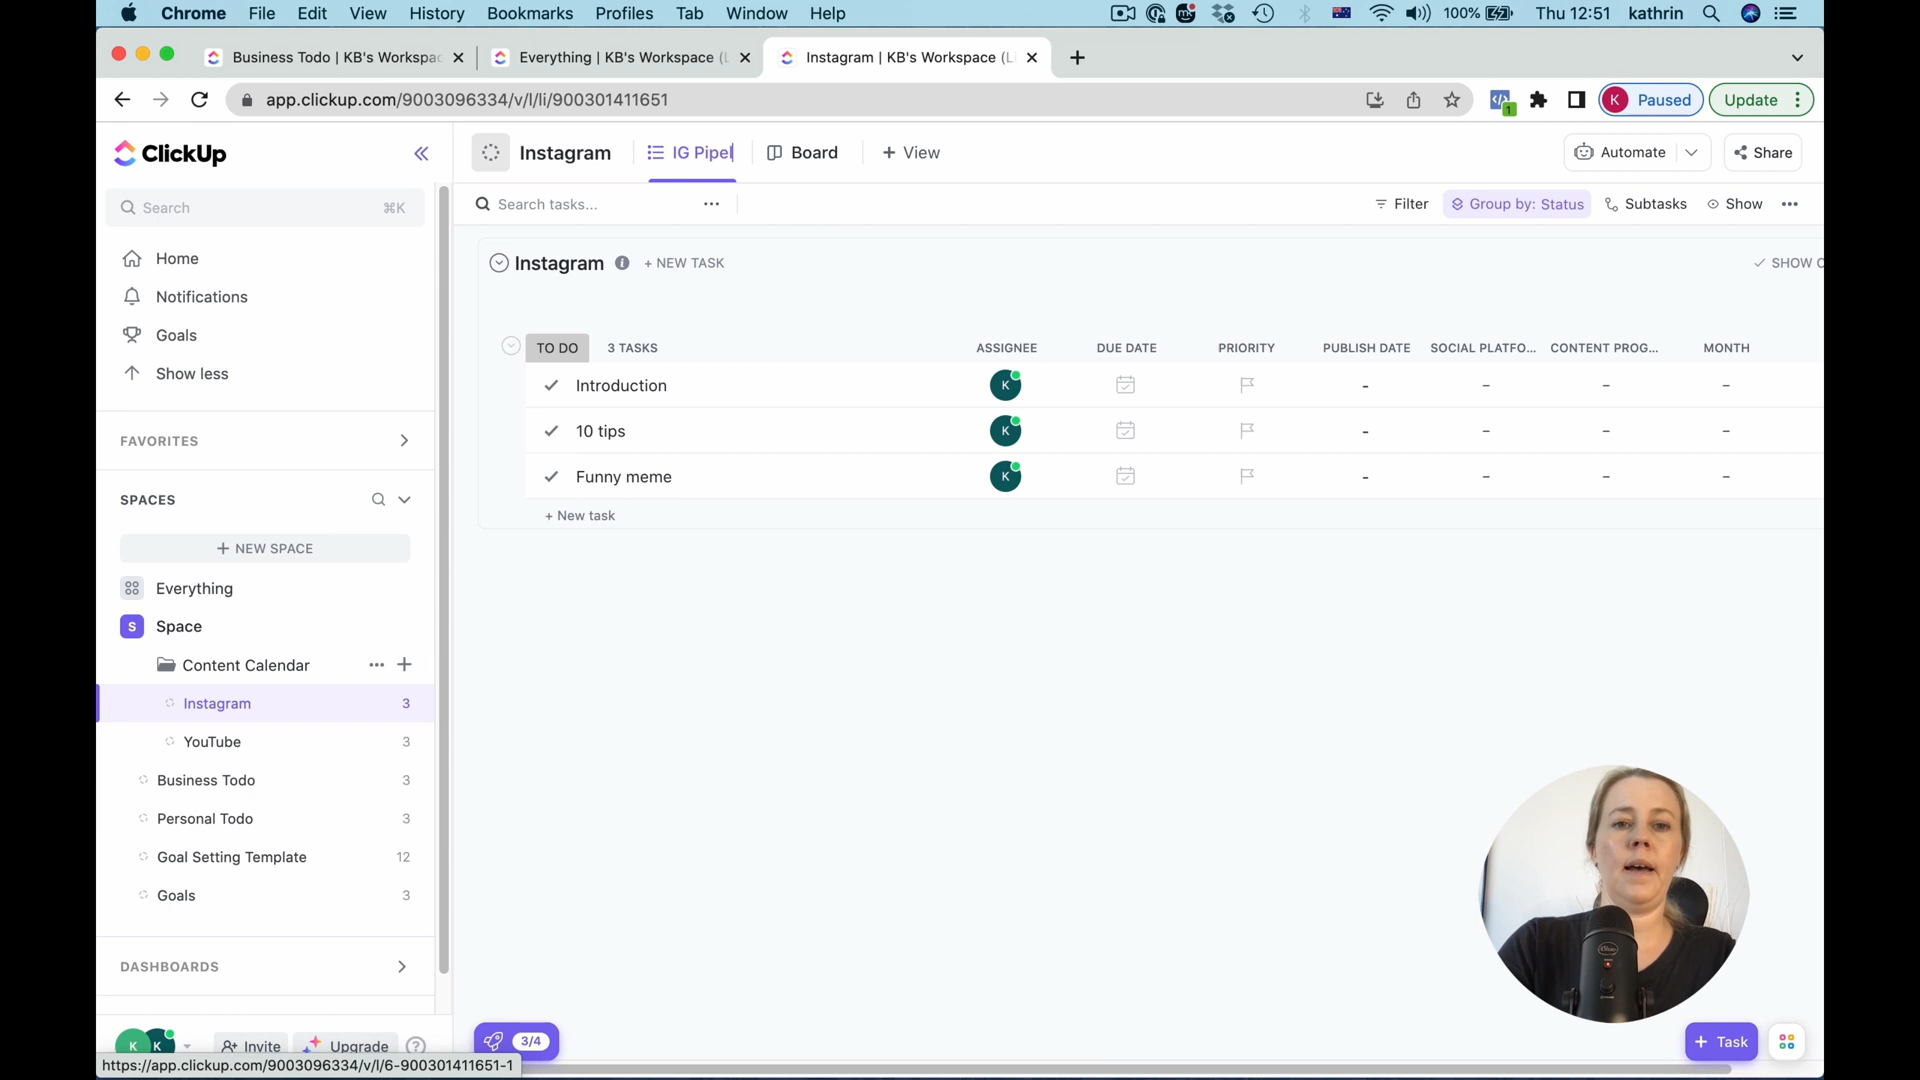 Chrome File Edit View History Bookmarks Profiles Tab Window Help 100% Thu 12:51 kathrin
Business Todo | KB's Workspac
Everything | KB's Workspace (L
Instagram | KB's Workspace (L
app.clickup.com/9003096334/v/l/li/900301411651
1
K Paused
Update
ClickUp
Instagram
IG Pipel
Board
+ View
Automate
Share
Search ⌘K
Search tasks...
Filter
Group by: Status
Subtasks
Show
Home
Notifications
Goals
Show less
FAVORITES
SPACES
+ NEW SPACE
Everything
S Space
Content Calendar
Instagram 3
YouTube 3
Business Todo 3
Personal Todo 3
Goal Setting Template 12
Goals 3
DASHBOARDS
K K Invite Upgrade ?
https://app.clickup.com/9003096334/v/l/6-900301411651-1
Instagram + NEW TASK
SHOW C
TO DO 3 TASKS ASSIGNEE DUE DATE PRIORITY PUBLISH DATE SOCIAL PLATFO... CONTENT PROG... MONTH
Introduction K - – – –
10 tips K - – – –
Funny meme K - – – –
+ New task
3/4
+ Task